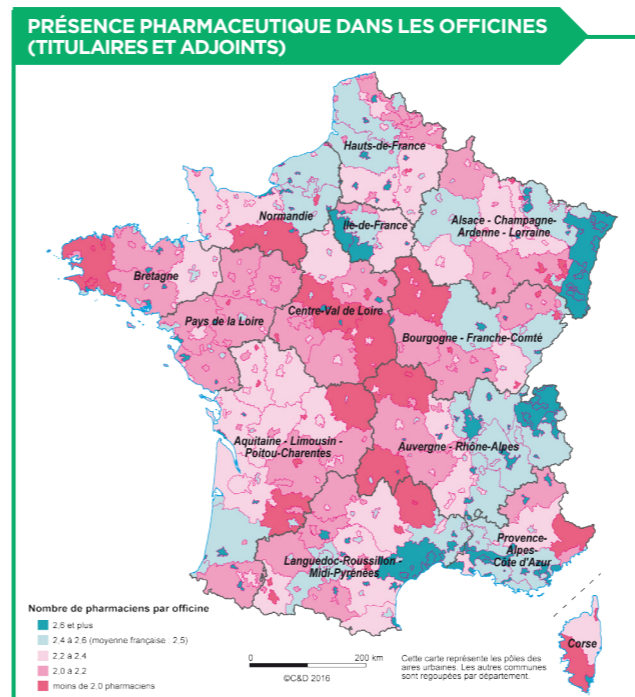 PRÉSENCE PHARMACEUTIQUE DANS LES OFFICINES
(TITULAIRES ET ADJOINTS)
Hauts-de-France
Normandie
Ile-de-France
Alsace - Champagne-
Ardenne - Lorraine
Bretagne
Pays de la Loire
Centre-Val de Loire
Bourgogne - Franche-Comté
Aquitaine - Limousin -
Poitou-Charentes
Auvergne - Rhône-Alpes
Languedoc-Roussillon -
Midi-Pyrénées
Provence-
Alpes-
Côte d'Azur
Corse
Nombre de pharmaciens par officine
2,6 et plus
2,4 à 2,6 (moyenne française : 2,5)
2,2 à 2,4
2,0 à 2,2
moins de 2,0 pharmaciens
0 200 km
©C&D 2016
Cette carte représente les pôles des
aires urbaines. Les autres communes
sont regoupées par département.